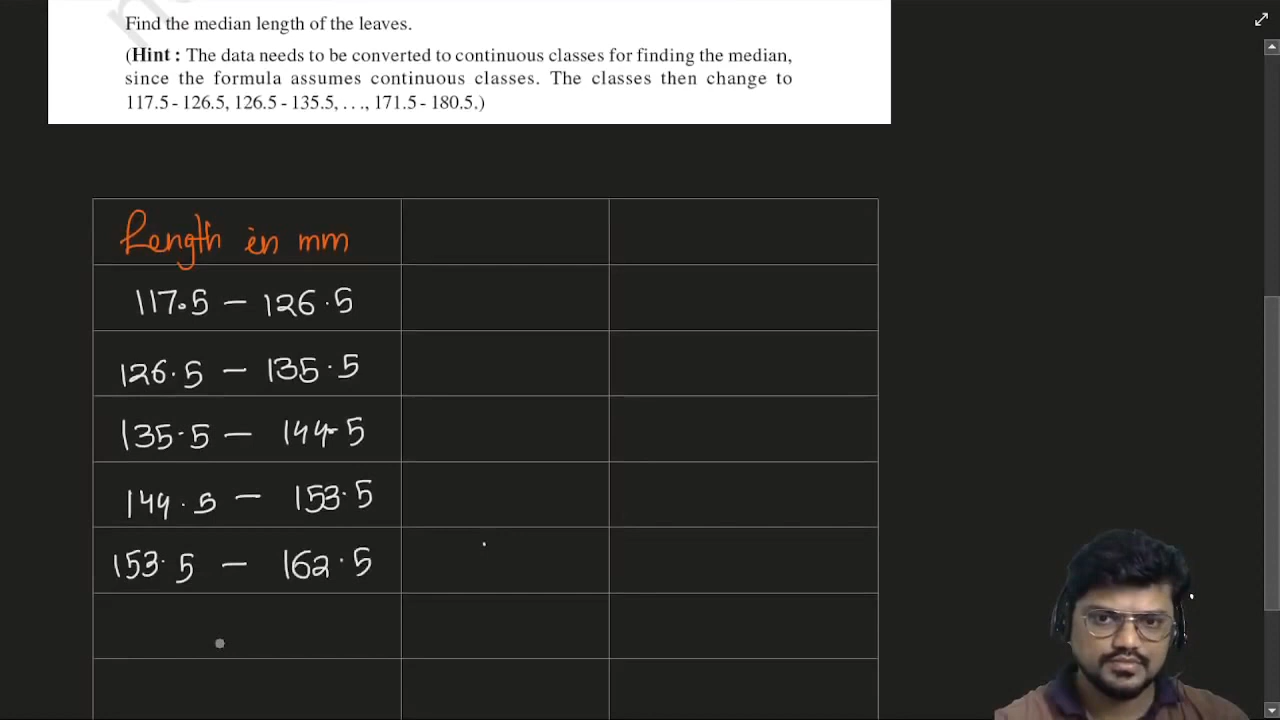 Find the median length of the leaves.
(Hint : The data needs to be converted to continuous classes for finding the median,
since the formula assumes continuous classes. The classes then change to
117.5 - 126.5, 126.5 - 135.5, . . ., 171.5 - 180.5.)
Length in mm
117.5 – 126.5
126.5 – 135.5
135.5 – 144.5
144.5 – 153.5
153.5 – 162.5